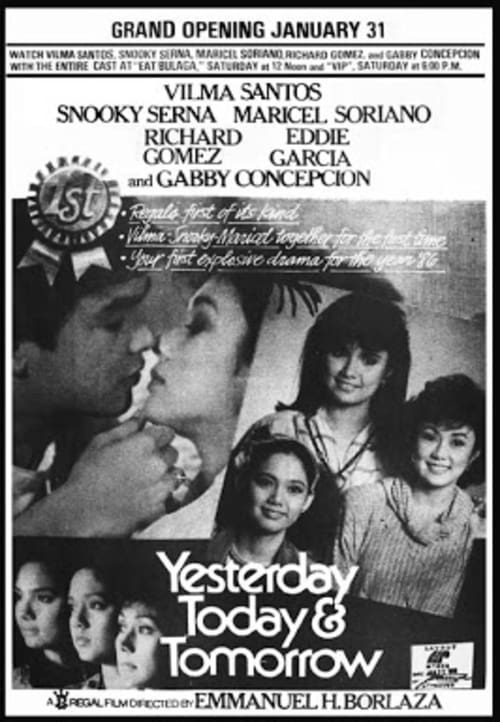 GRAND OPENING JANUARY 31
WATCH VILMA SANTOS, SNOOKY SERNA, MARICEL SORIANO, RICHARD GOMEZ, and GABBY CONCEPCION
WITH THE ENTIRE CAST AT "EAT BULAGA," SATURDAY at 12 Noon and "VIP", SATURDAY at 9:00 P.M.
VILMA SANTOS
SNOOKY SERNA MARICEL SORIANO
RICHARD EDDIE
GOMEZ GARCIA
and GABBY CONCEPCION
1st
• Regal's first of its kind
• Vilma-Snooky-Maricel together for the first time
• Your first explosive drama for the year '86
Yesterday
Today &
Tomorrow
A REGAL FILM DIRECTED BY EMMANUEL H. BORLAZA